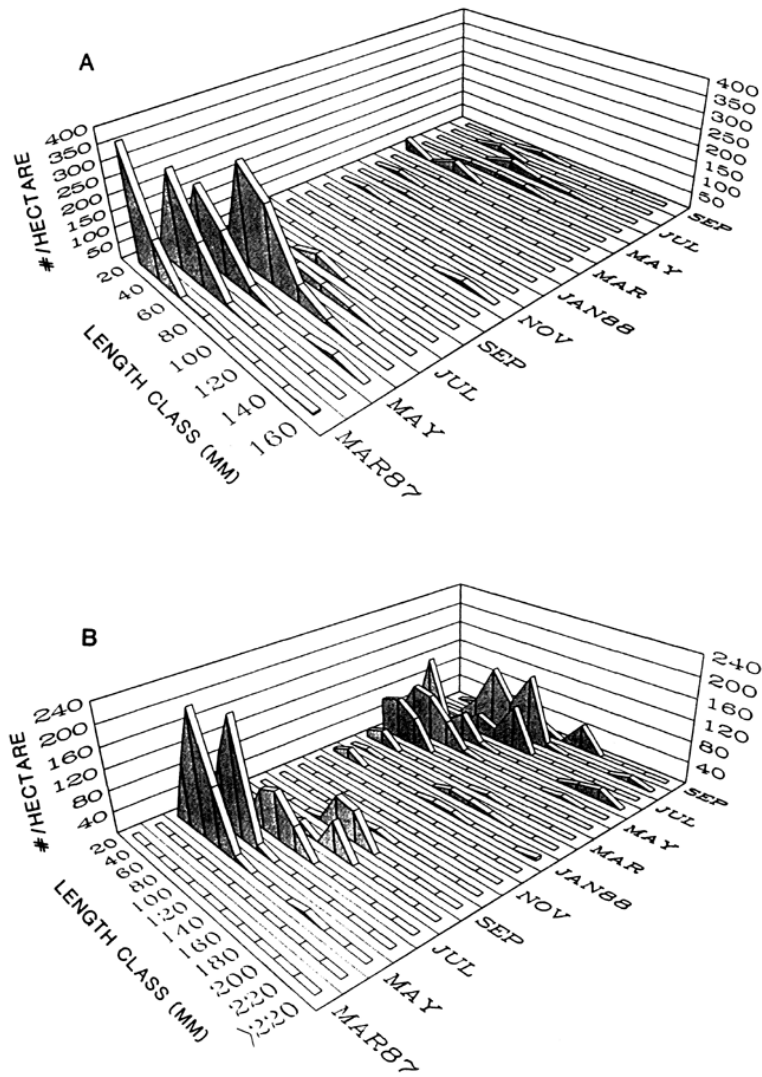 A
400
350
300
250
200
150
100
50
#/HECTARE
20
40
60
80
100
120
140
160
LENGTH CLASS (MM)
MAR87
MAY
JUL
SEP
NOV
JAN88
MAR
MAY
JUL
SEP
400
350
300
250
200
150
100
50
B
240
200
160
120
80
40
#/HECTARE
20
40
60
80
100
120
140
160
180
200
220
>220
LENGTH CLASS (MM)
MAR87
MAY
JUL
SEP
NOV
JAN88
MAR
MAY
JUL
SEP
240
200
160
120
80
40